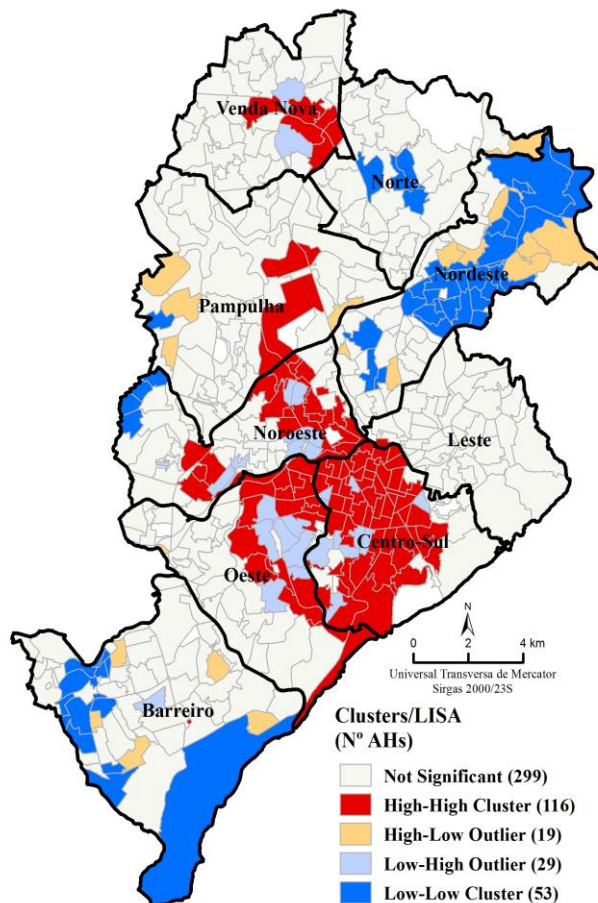 Venda Nova
Norte
Nordeste
Pampulha
Noroeste
Leste
Centro-Sul
Oeste
Barreiro
N
0 2 4 km
Universal Transversa de Mercator
Sirgas 2000/23S
Clusters/LISA
(Nº AHs)
Not Significant (299)
High-High Cluster (116)
High-Low Outlier (19)
Low-High Outlier (29)
Low-Low Cluster (53)